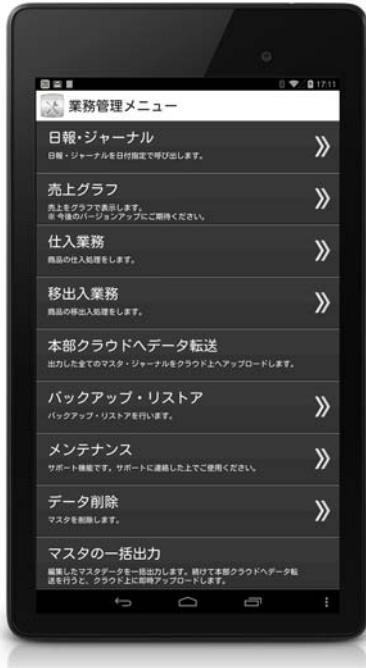 17:11
業務管理メニュー
日報・ジャーナル
日報・ジャーナルを日付指定で呼び出します。
売上グラフ
売上をグラフで表示します。
※ 今後のバージョンアップにご期待ください。
仕入業務
商品の仕入処理をします。
移出入業務
商品の移出入処理をします。
本部クラウドへデータ転送
出力した全てのマスタ・ジャーナルをクラウド上へアップロードします。
バックアップ・リストア
バックアップ・リストアを行います。
メンテナンス
サポート機能です。サポートに連絡した上でご使用ください。
データ削除
マスタを削除します。
マスタの一括出力
編集したマスタデータを一括出力します。続けて本部クラウドへデータ転
送を行うと、クラウド上に即時アップロードします。